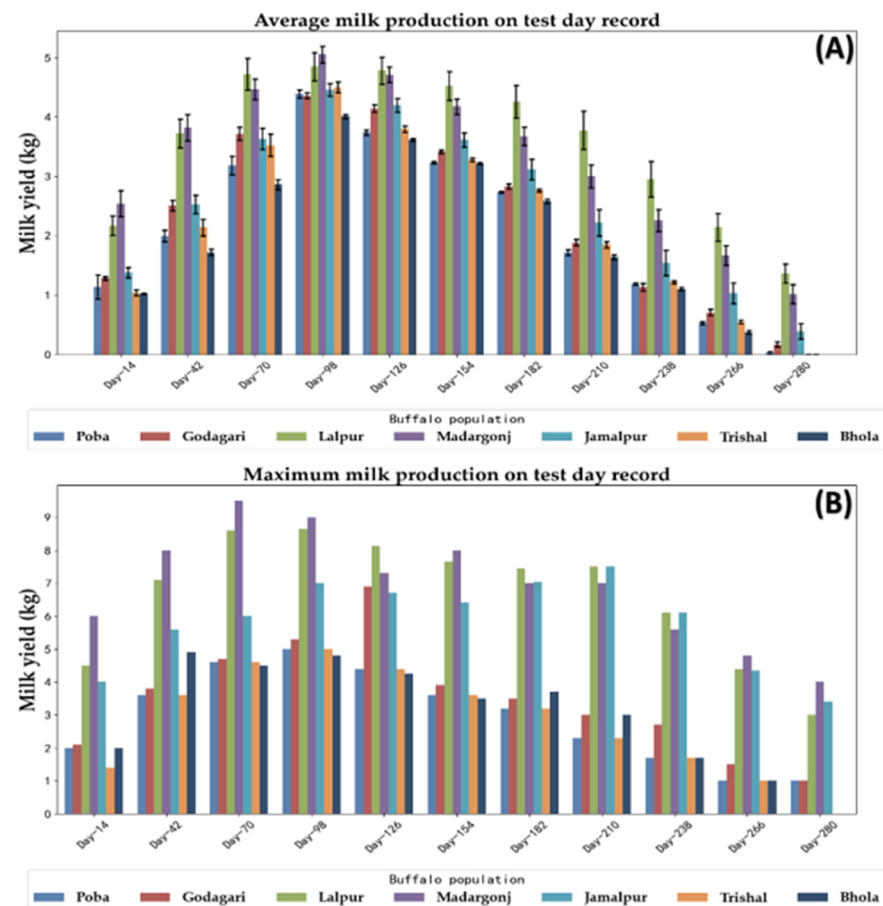 Average milk production on test day record
(A)
Milk yield (kg)
5
4
3
2
1
0
Day-14 Day-42 Day-70 Day-98 Day-126 Day-154 Day-182 Day-210 Day-238 Day-266 Day-280
Buffalo population
Poba Godagari Lalpur Madargonj Jamalpur Trishal Bhola
Maximum milk production on test day record
(B)
Milk yield (kg)
9
8
7
6
5
4
3
2
1
0
Day-14 Day-42 Day-70 Day-98 Day-126 Day-154 Day-182 Day-210 Day-238 Day-266 Day-280
Buffalo population
Poba Godagari Lalpur Madargonj Jamalpur Trishal Bhola